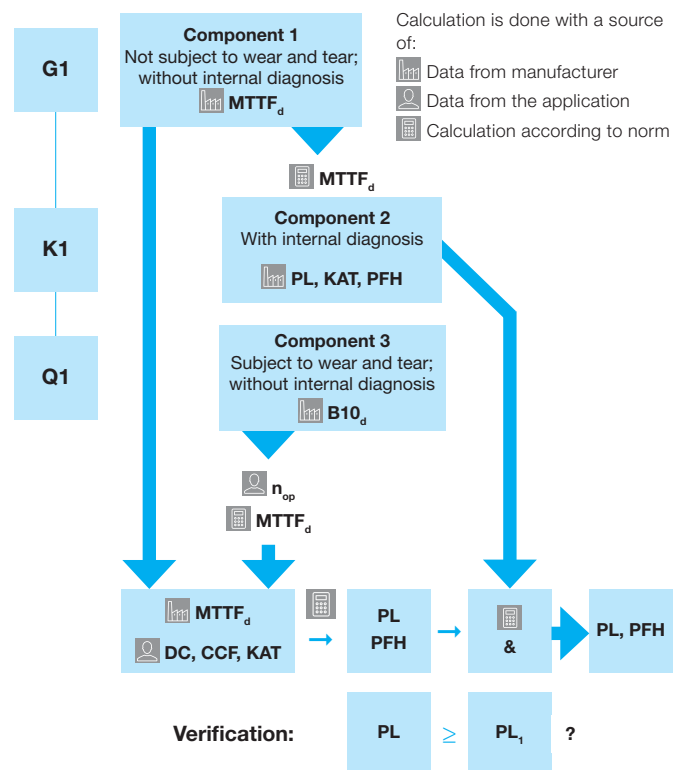 G1
K1
Q1
Component 1
Not subject to wear and tear;
without internal diagnosis
MTTFd
Calculation is done with a source
of:
Data from manufacturer
Data from the application
Calculation according to norm
MTTFd
Component 2
With internal diagnosis
PL, KAT, PFH
Component 3
Subject to wear and tear;
without internal diagnosis
B10d
nop
MTTFd
MTTFd
DC, CCF, KAT
PL
PFH
&
PL, PFH
Verification: PL ≥ PL1 ?